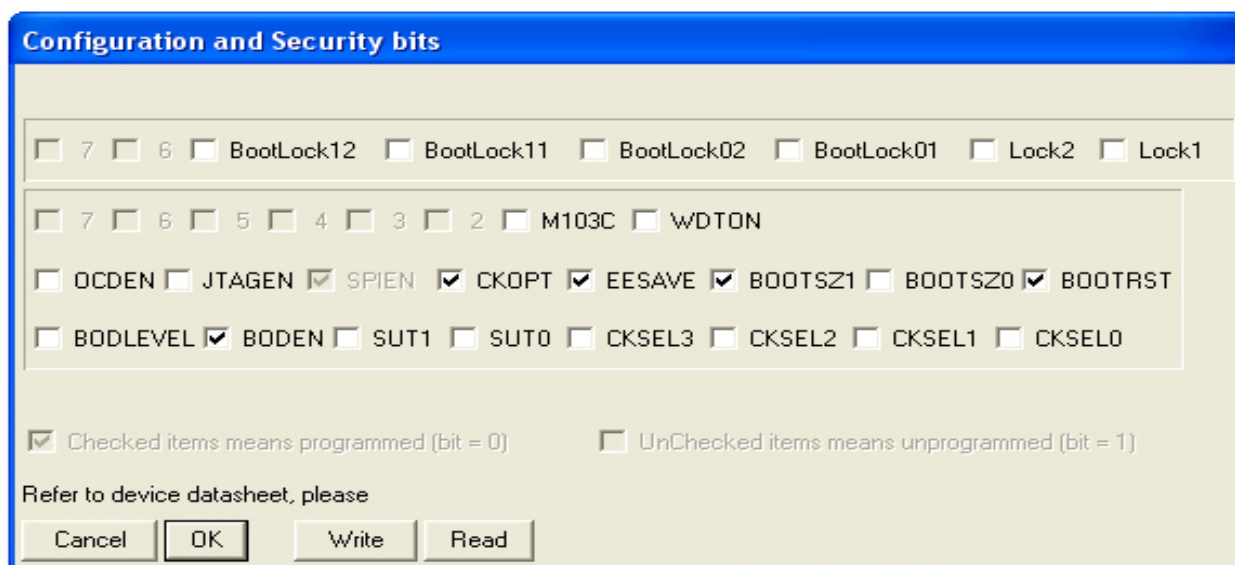 Configuration and Security bits
7 6 BootLock12 BootLock11 BootLock02 BootLock01 Lock2 Lock1
7 6 5 4 3 2 M103C WDTON
OCDEN JTAGEN SPIEN CKOPT EESAVE BOOTSZ1 BOOTSZ0 BOOTRST
BODLEVEL BODEN SUT1 SUT0 CKSEL3 CKSEL2 CKSEL1 CKSEL0
Checked items means programmed (bit = 0) UnChecked items means unprogrammed (bit = 1)
Refer to device datasheet, please
Cancel OK Write Read